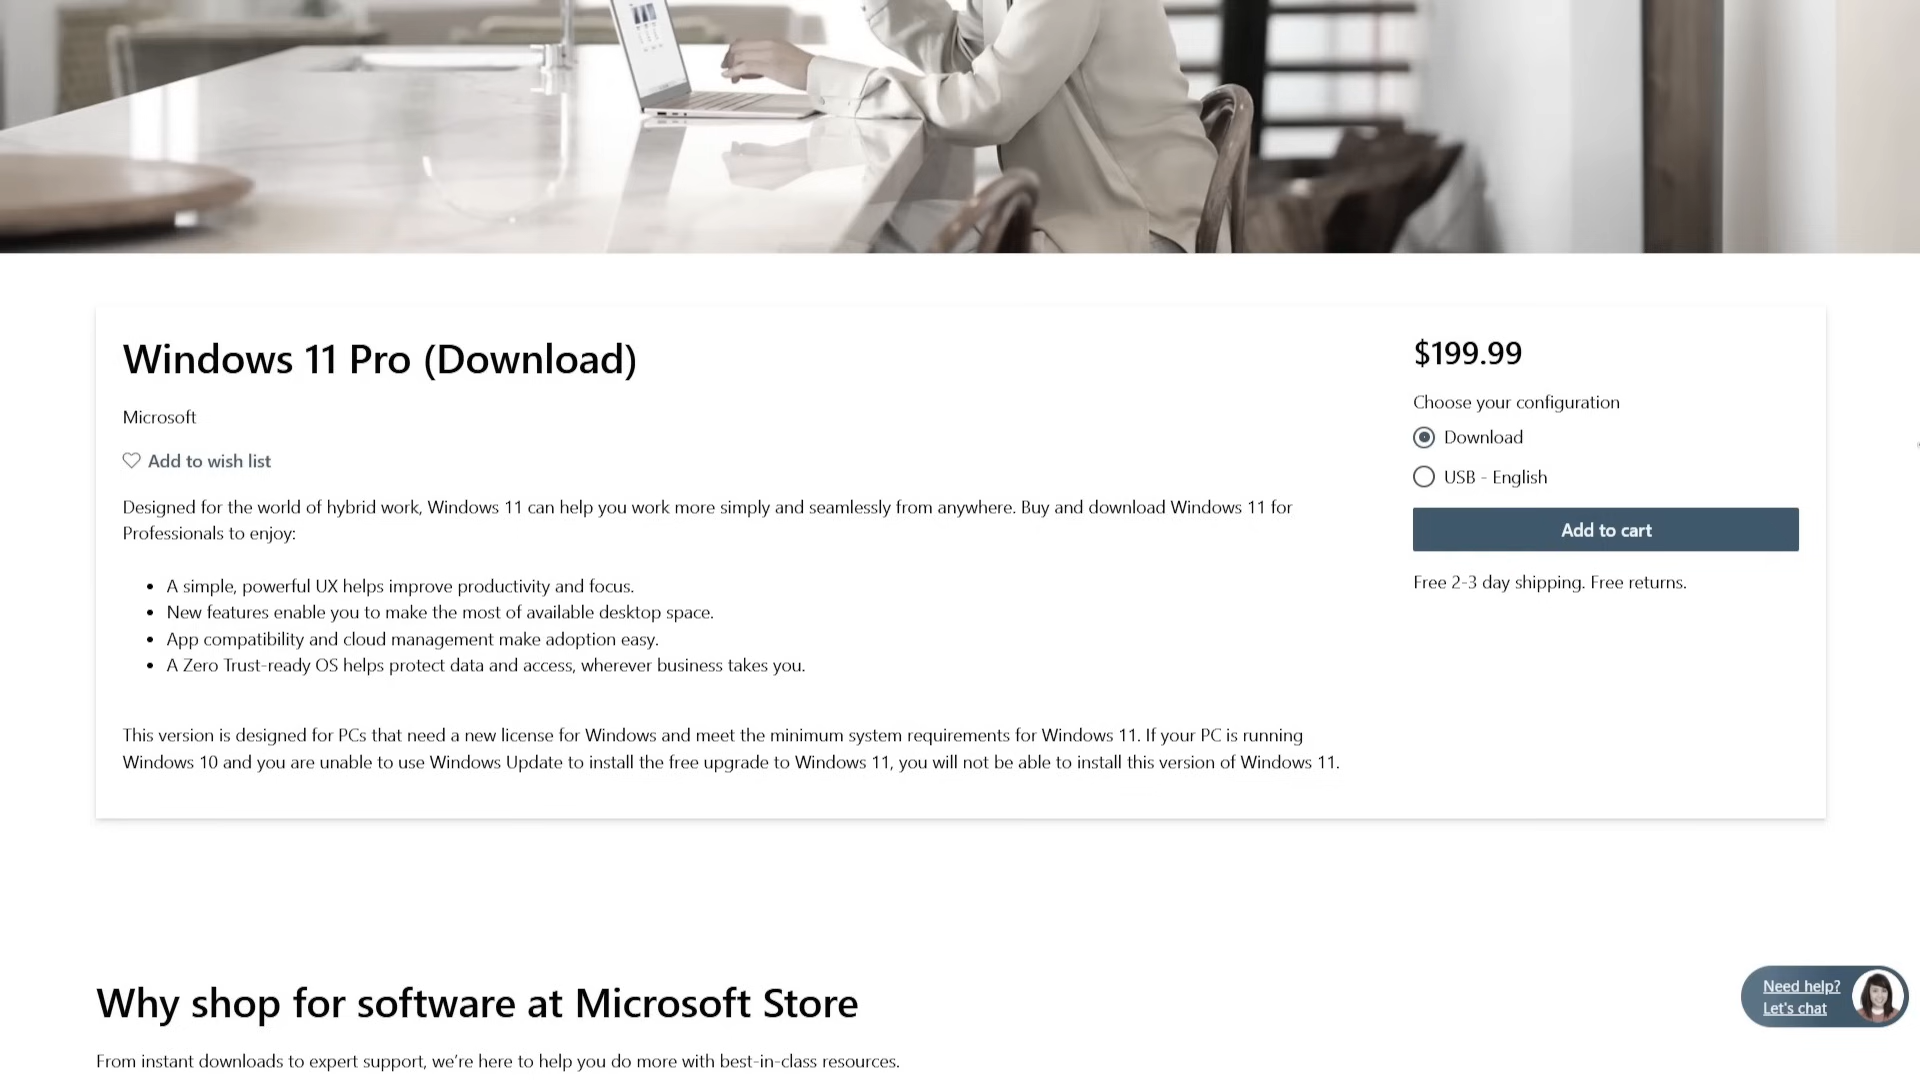 Windows 11 Pro (Download)
Microsoft
Add to wish list
Designed for the world of hybrid work, Windows 11 can help you work more simply and seamlessly from anywhere. Buy and download Windows 11 for
Professionals to enjoy:
• A simple, powerful UX helps improve productivity and focus.
• New features enable you to make the most of available desktop space.
• App compatibility and cloud management make adoption easy.
• A Zero Trust-ready OS helps protect data and access, wherever business takes you.
This version is designed for PCs that need a new license for Windows and meet the minimum system requirements for Windows 11. If your PC is running
Windows 10 and you are unable to use Windows Update to install the free upgrade to Windows 11, you will not be able to install this version of Windows 11.
$199.99
Choose your configuration
Download
USB - English
Add to cart
Free 2-3 day shipping. Free returns.
Why shop for software at Microsoft Store
From instant downloads to expert support, we're here to help you do more with best-in-class resources.
Need help?
Let's chat